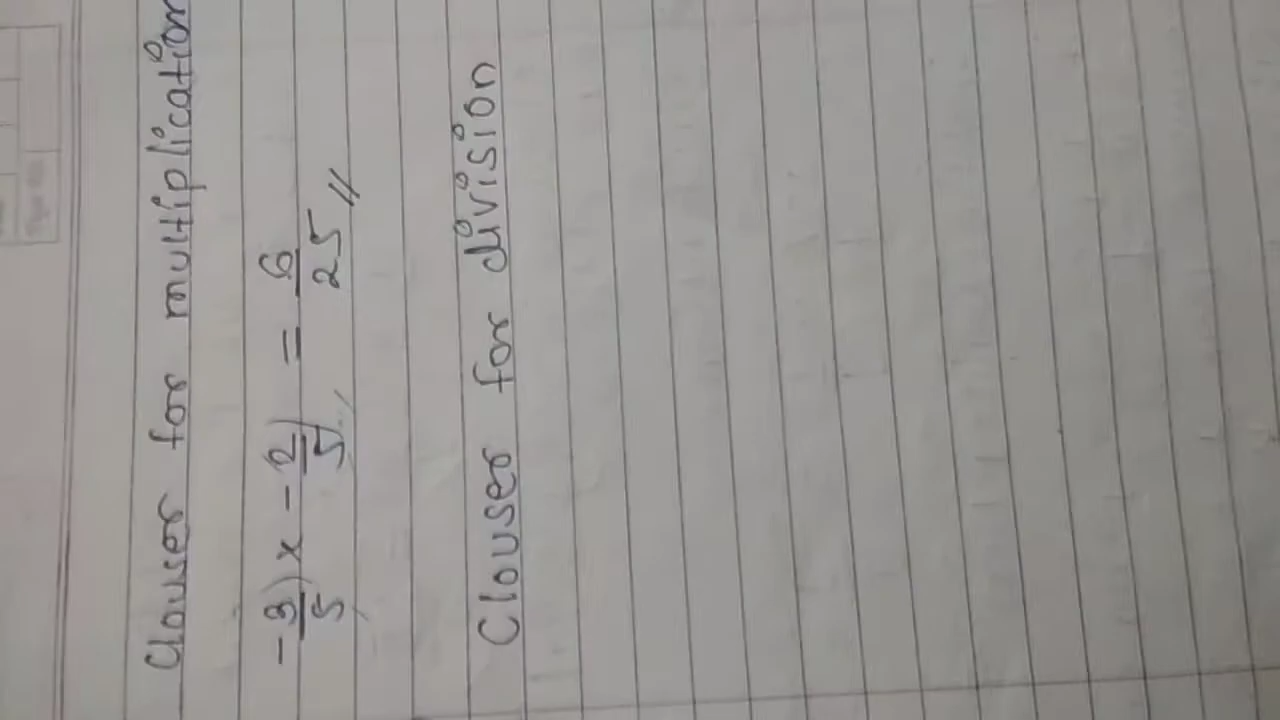 Clouser for multiplication
-3/5) x -2/5) = 6/25 //
Clouser for division